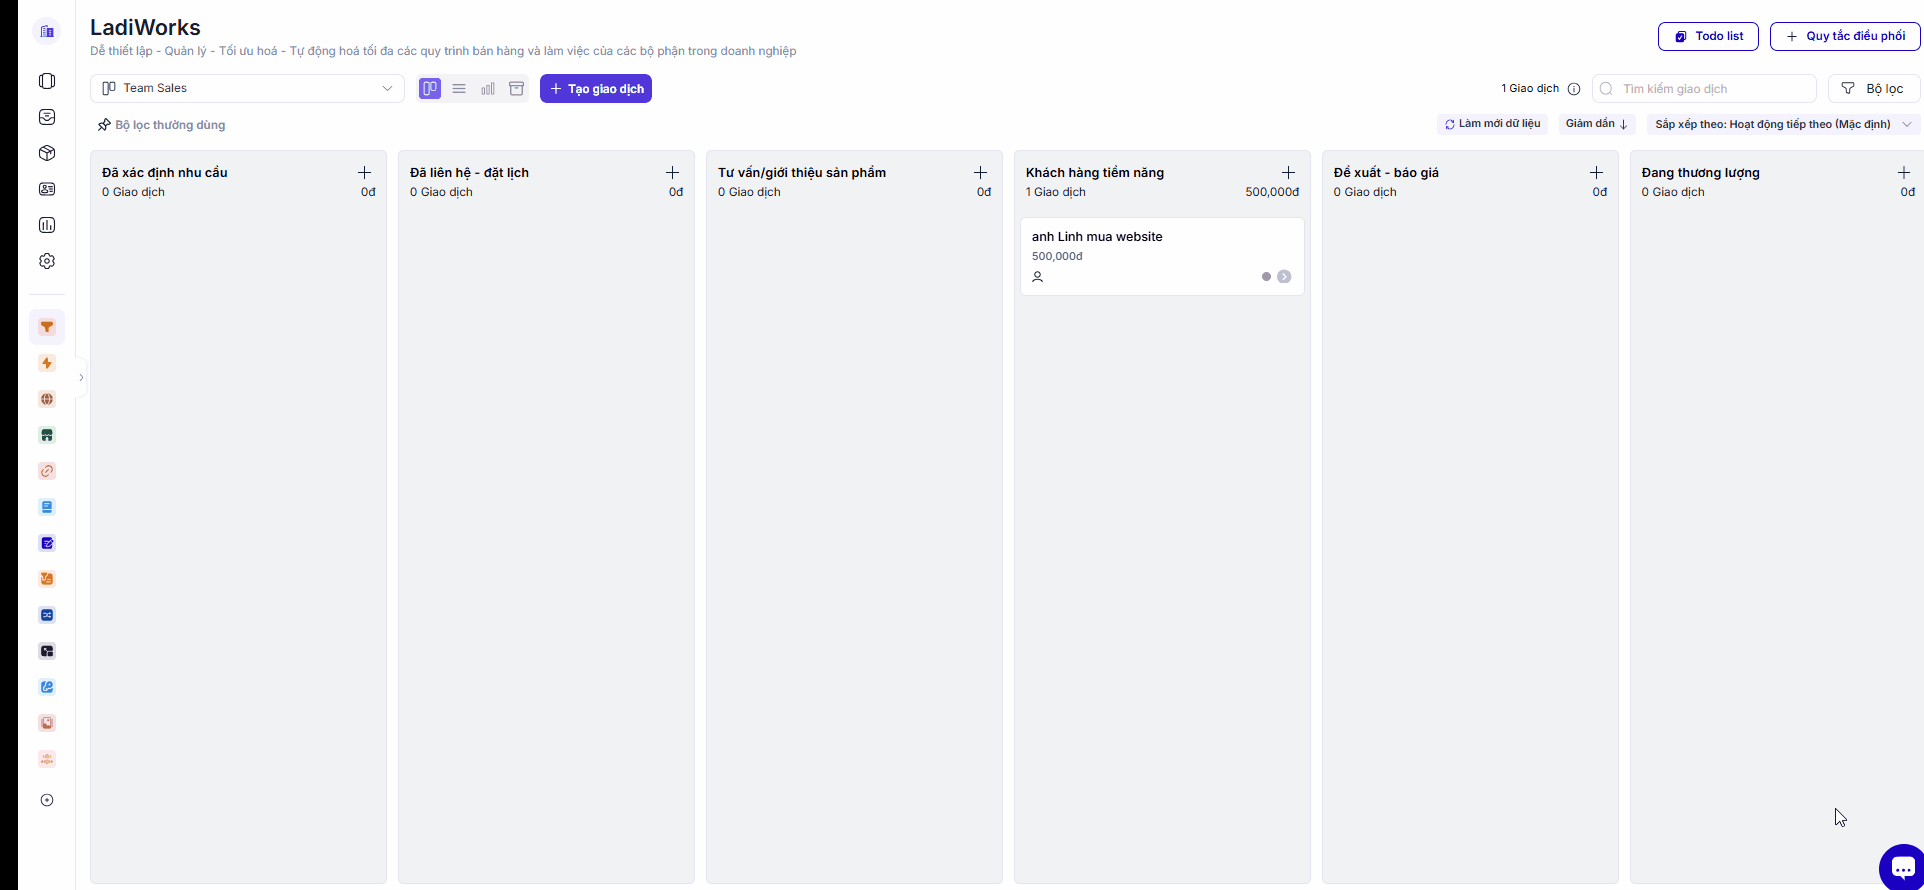 LadiWorks
Dễ thiết lập - Quản lý - Tối ưu hoá - Tự động hoá tối đa các quy trình bán hàng và làm việc của các bộ phận trong doanh nghiệp
Todo list
Quy tắc điều phối
Team Sales
Tạo giao dịch
1 Giao dịch
Tìm kiếm giao dịch
Bộ lọc
Bộ lọc thường dùng
Làm mới dữ liệu
Giảm dần
Sắp xếp theo: Hoạt động tiếp theo (Mặc định)
Đã xác định nhu cầu
0 Giao dịch 0đ
Đã liên hệ - đặt lịch
0 Giao dịch 0đ
Tư vấn/giới thiệu sản phẩm
0 Giao dịch 0đ
Khách hàng tiềm năng
1 Giao dịch 500,000đ
anh Linh mua website
500,000đ
Đề xuất - báo giá
0 Giao dịch 0đ
Đang thương lượng
0 Giao dịch 0đ